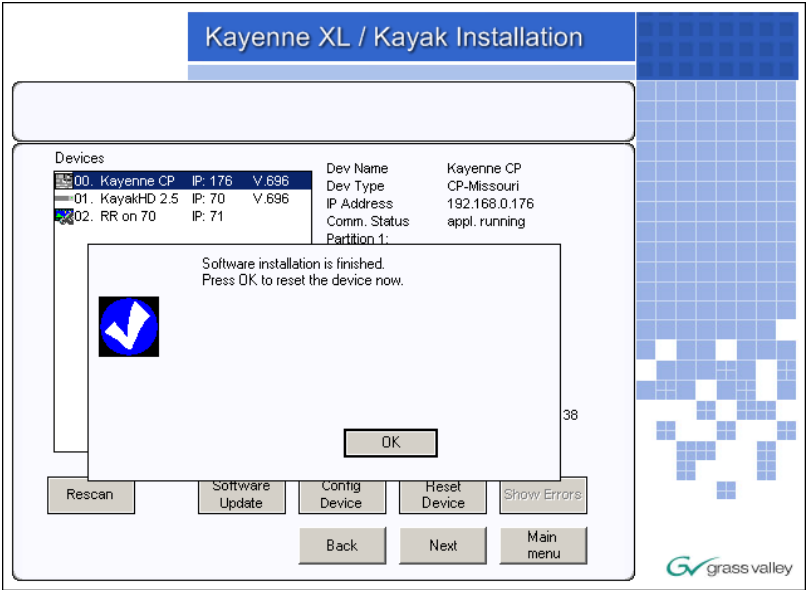 Kayenne XL / Kayak Installation
Devices
00. Kayenne CP IP: 176 V.696
01. KayakHD 2.5 IP: 70 V.696
02. RR on 70 IP: 71
Dev Name Kayenne CP
Dev Type CP-Missouri
IP Address 192.168.0.176
Comm. Status appl. running
Partition 1:
Software installation is finished.
Press OK to reset the device now.
38
OK
Rescan
Software
Update
Config
Device
Reset
Device
Show Errors
Back
Next
Main
menu
grass valley